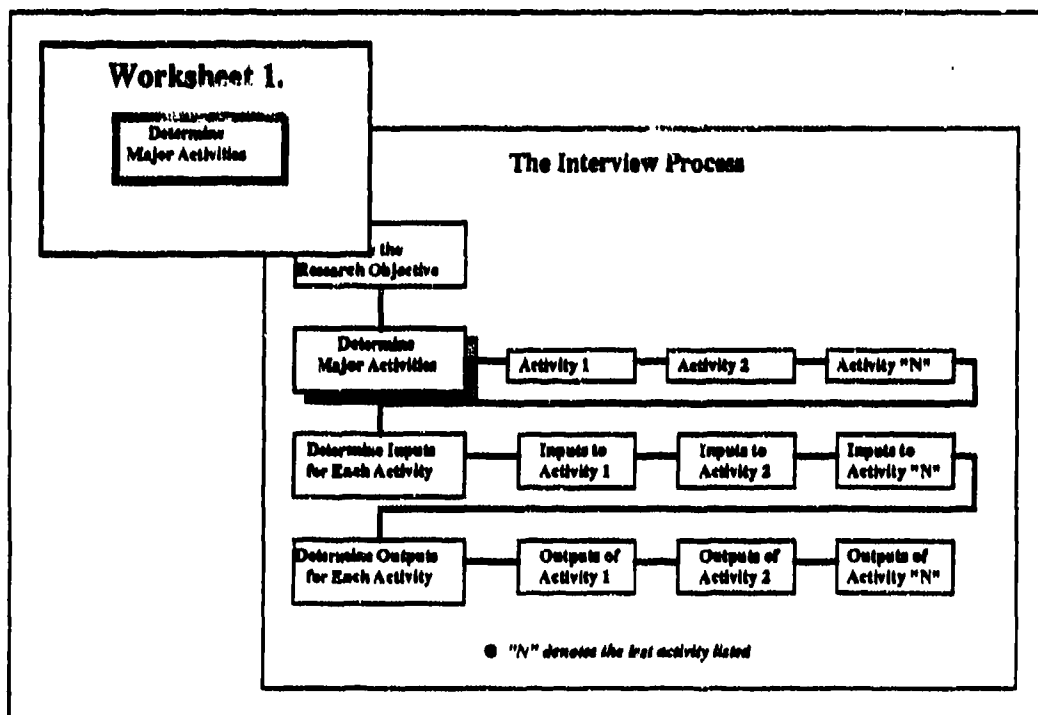 Worksheet 1.
Determine
Major Activities
The Interview Process
the
Research Objective
Determine
Major Activities
Activity 1
Activity 2
Activity "N"
Determine Inputs
for Each Activity
Inputs to
Activity 1
Inputs to
Activity 2
Inputs to
Activity "N"
Determine Outputs
for Each Activity
Outputs of
Activity 1
Outputs of
Activity 2
Outputs of
Activity "N"
"N" denotes the last activity listed